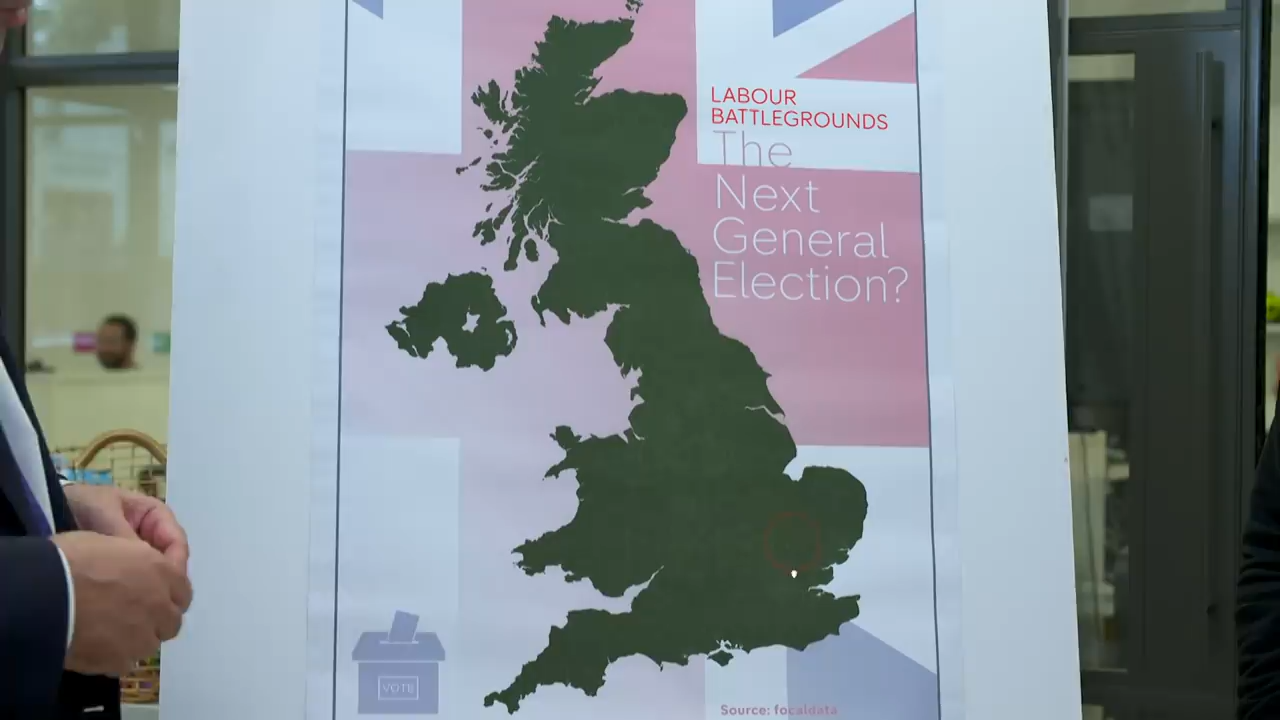 LABOUR
BATTLEGROUNDS
The
Next
General
Election?
VOTE
Source: focaldata